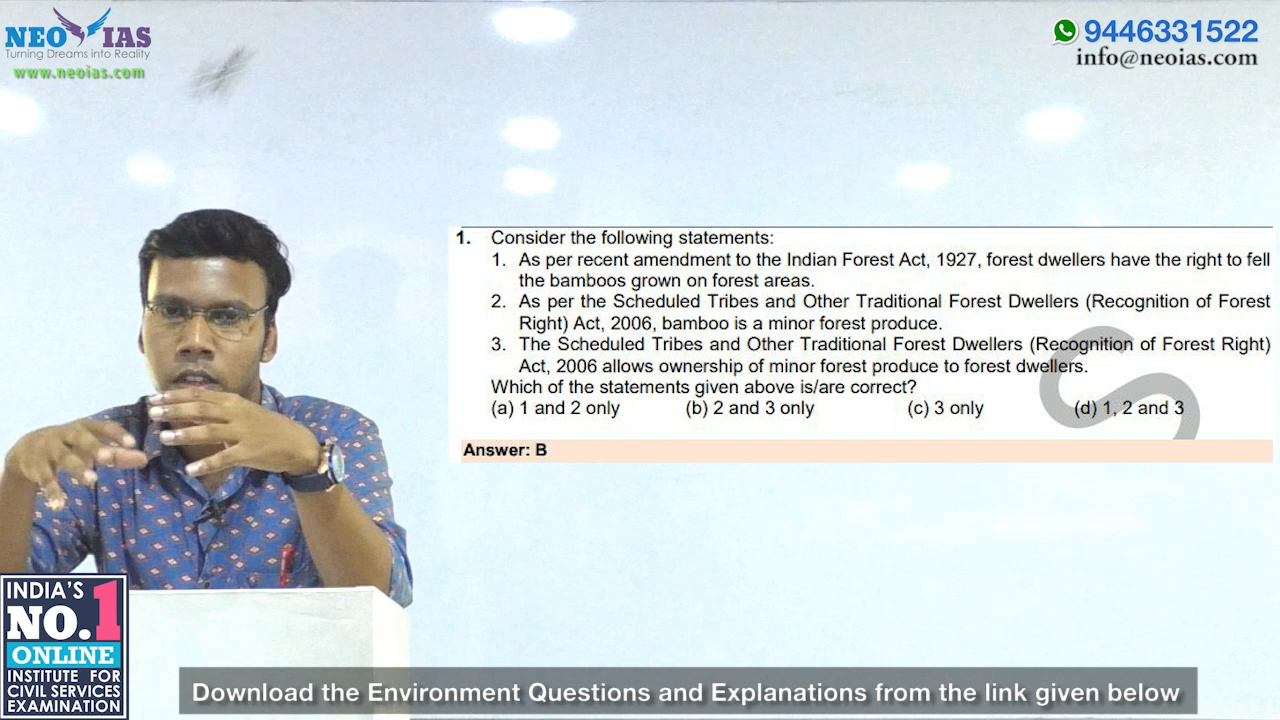 NEO IAS
Turning Dreams into Reality
www.neoias.com
9446331522
info@neoias.com
1. Consider the following statements:
1. As per recent amendment to the Indian Forest Act, 1927, forest dwellers have the right to fell
the bamboos grown on forest areas.
2. As per the Scheduled Tribes and Other Traditional Forest Dwellers (Recognition of Forest
Right) Act, 2006, bamboo is a minor forest produce.
3. The Scheduled Tribes and Other Traditional Forest Dwellers (Recognition of Forest Right)
Act, 2006 allows ownership of minor forest produce to forest dwellers.
Which of the statements given above is/are correct?
(a) 1 and 2 only (b) 2 and 3 only (c) 3 only (d) 1, 2 and 3
S
Answer: B
INDIA'S
NO.1
ONLINE
INSTITUTE FOR
CIVIL SERVICES
EXAMINATION
Download the Environment Questions and Explanations from the link given below